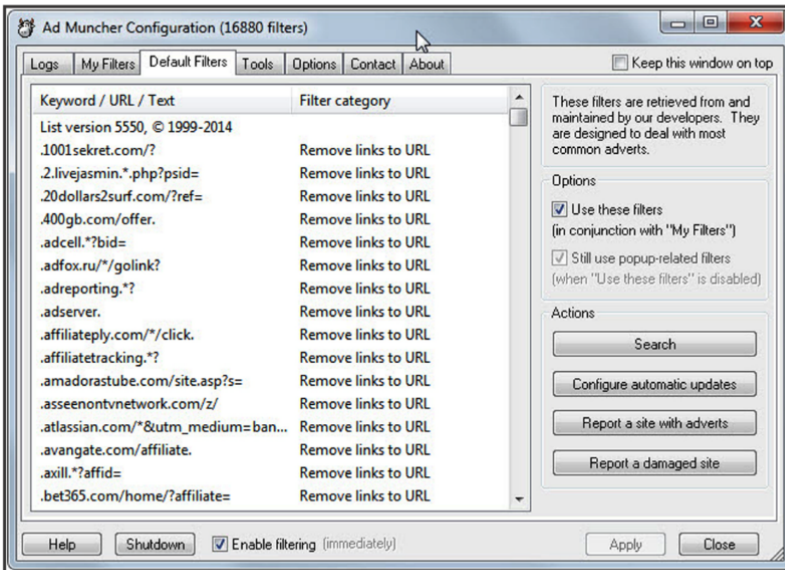 Ad Muncher Configuration (16880 filters)
Logs My Filters Default Filters Tools Options Contact About
Keep this window on top
Keyword / URL / Text Filter category
List version 5550, © 1999-2014
.1001sekret.com/? Remove links to URL
.2.livejasmin.*.php?psid= Remove links to URL
.20dollars2surf.com/?ref= Remove links to URL
.400gb.com/offer. Remove links to URL
.adcell.*?bid= Remove links to URL
.adfox.ru/*/golink? Remove links to URL
.adreporting.*? Remove links to URL
.adserver. Remove links to URL
.affiliateply.com/*/click. Remove links to URL
.affiliatetracking.*? Remove links to URL
.amadorastube.com/site.asp?s= Remove links to URL
.asseenontvnetwork.com/z/ Remove links to URL
.atlassian.com/*&utm_medium=ban... Remove links to URL
.avangate.com/affiliate. Remove links to URL
.axill.*?affid= Remove links to URL
.bet365.com/home/?affiliate= Remove links to URL
These filters are retrieved from and
maintained by our developers. They
are designed to deal with most
common adverts.
Options
Use these filters
(in conjunction with "My Filters")
Still use popup-related filters
(when "Use these filters" is disabled)
Actions
Search
Configure automatic updates
Report a site with adverts
Report a damaged site
Help Shutdown Enable filtering (immediately) Apply Close